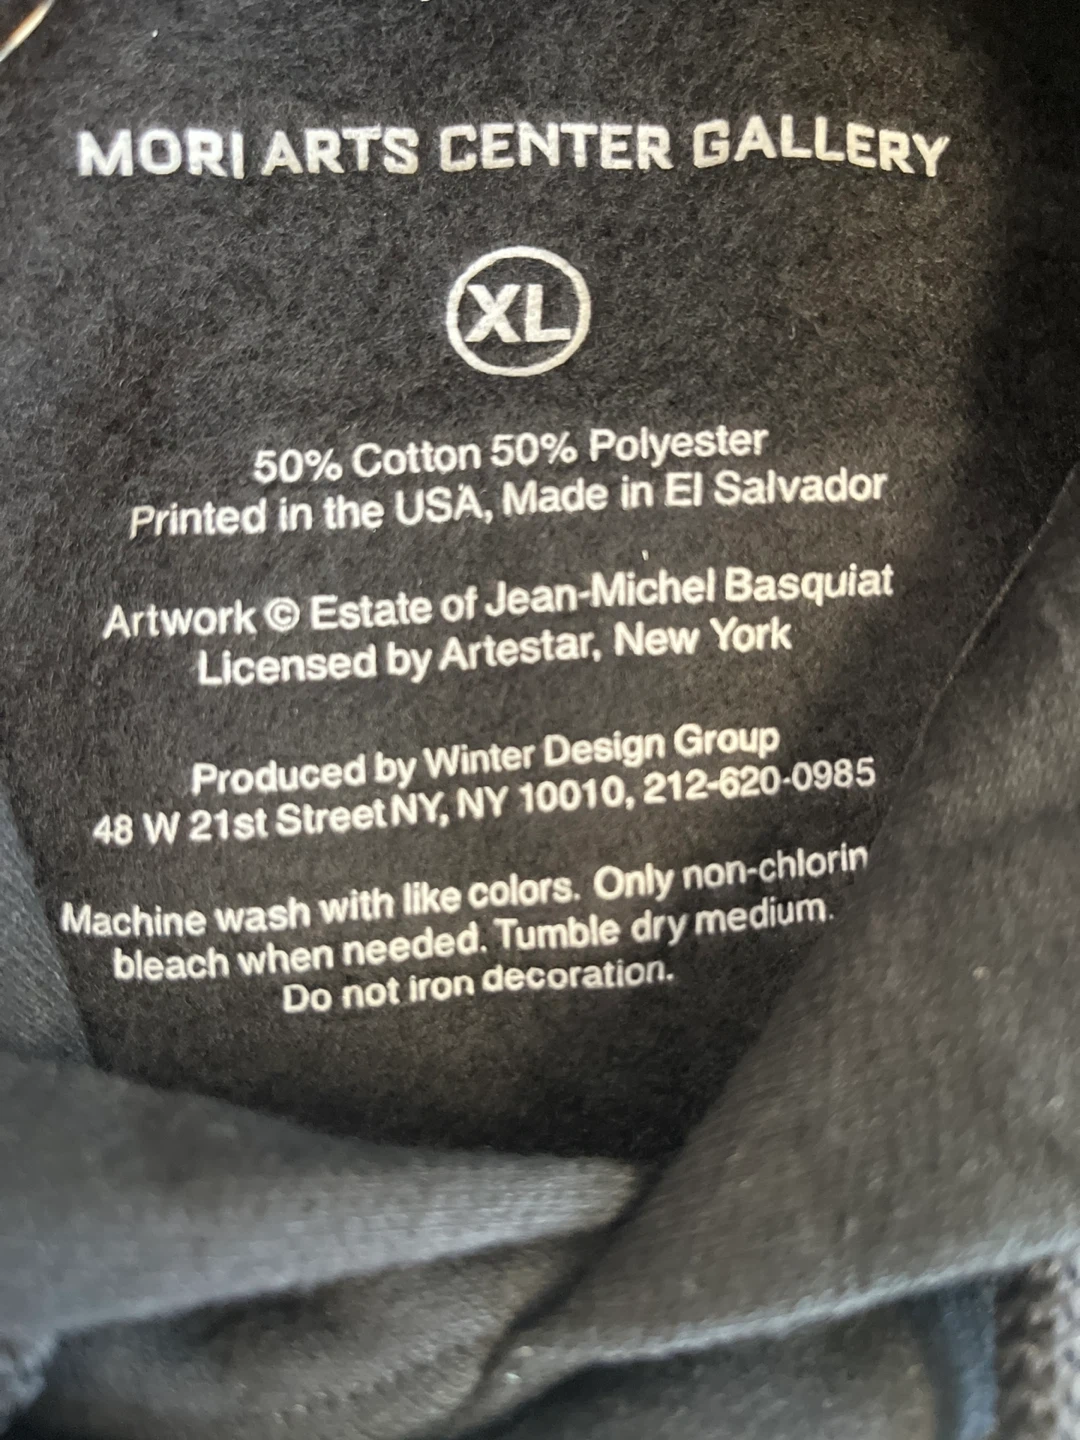 MORI ARTS CENTER GALLERY
XL
50% Cotton 50% Polyester
Printed in the USA, Made in El Salvador
Artwork © Estate of Jean-Michel Basquiat
Licensed by Artestar, New York
Produced by Winter Design Group
48 W 21st Street NY, NY 10010, 212-620-0985
Machine wash with like colors. Only non-chlorin
bleach when needed. Tumble dry medium.
Do not iron decoration.